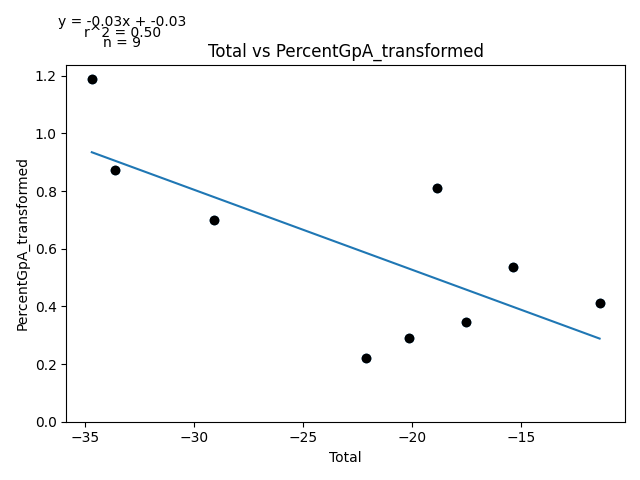 y = -0.03x + -0.03
r^2 = 0.50
n = 9
Total vs PercentGpA_transformed
PercentGpA_transformed
1.2
1.0
0.8
0.6
0.4
0.2
0.0
−35
−30
−25
−20
−15
Total